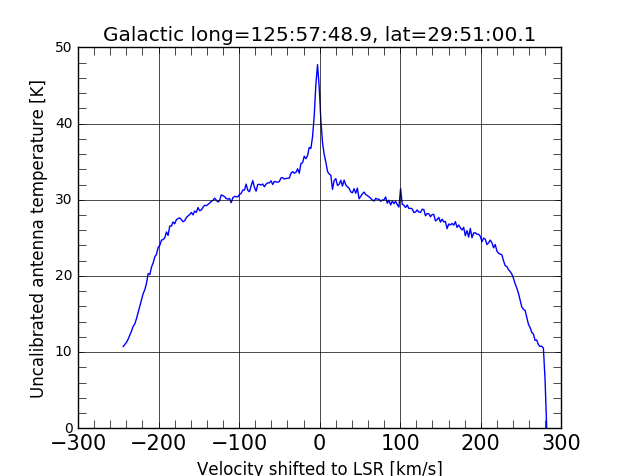 Galactic long=125:57:48.9, lat=29:51:00.1
50
40
30
20
10
0
−300 −200 −100 0 100 200 300
Uncalibrated antenna temperature [K]
Velocity shifted to LSR [km/s]